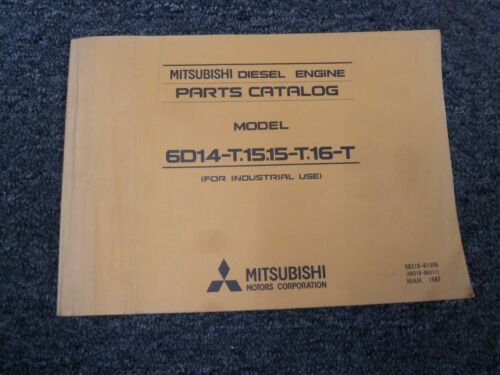 MITSUBISHI DIESEL ENGINE
PARTS CATALOG
MODEL
6D14-T.15.15-T.16-T
(FOR INDUSTRIAL USE)
MITSUBISHI
MOTORS CORPORATION
MAR. 1987